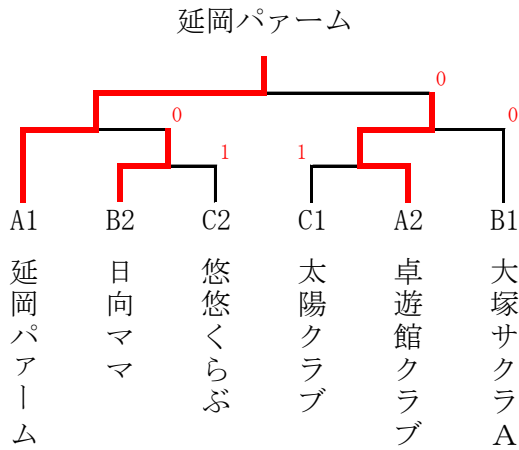 延岡パァーム
0
0
0
1
1
A1
B2
C2
C1
A2
B1
延岡パァーム
日向ママ
悠悠くらぶ
太陽クラブ
卓遊館クラブ
大塚サクラA